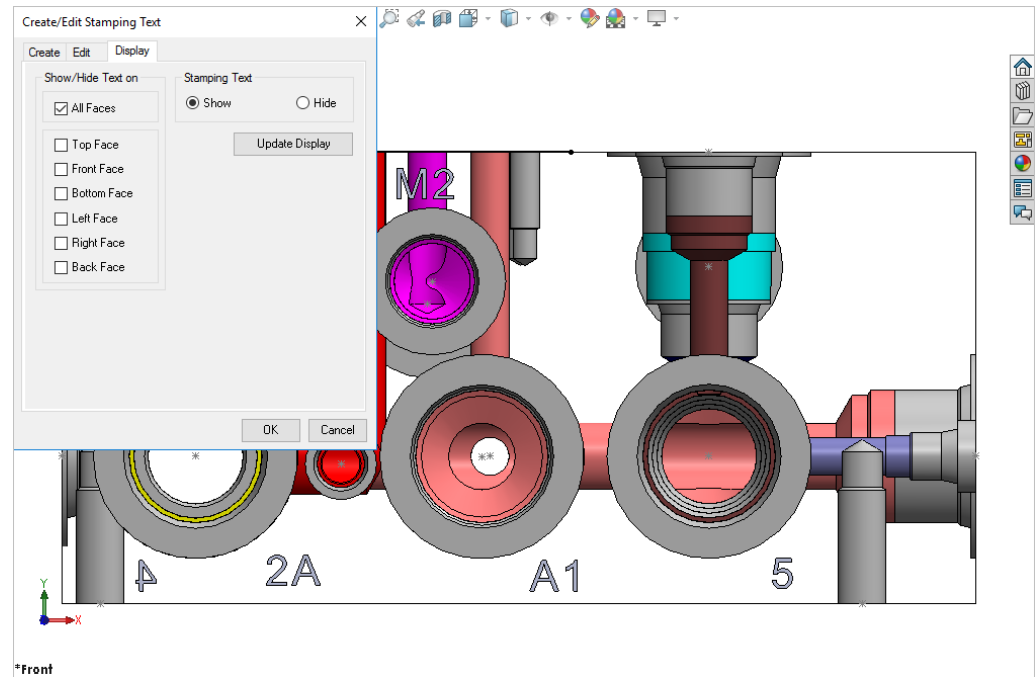 Create/Edit Stamping Text
Create Edit Display
Show/Hide Text on
Stamping Text
All Faces
Show Hide
Top Face
Update Display
Front Face
Bottom Face
Left Face
Right Face
Back Face
OK Cancel
M2
4 2A A1 5
Y
X
*Front